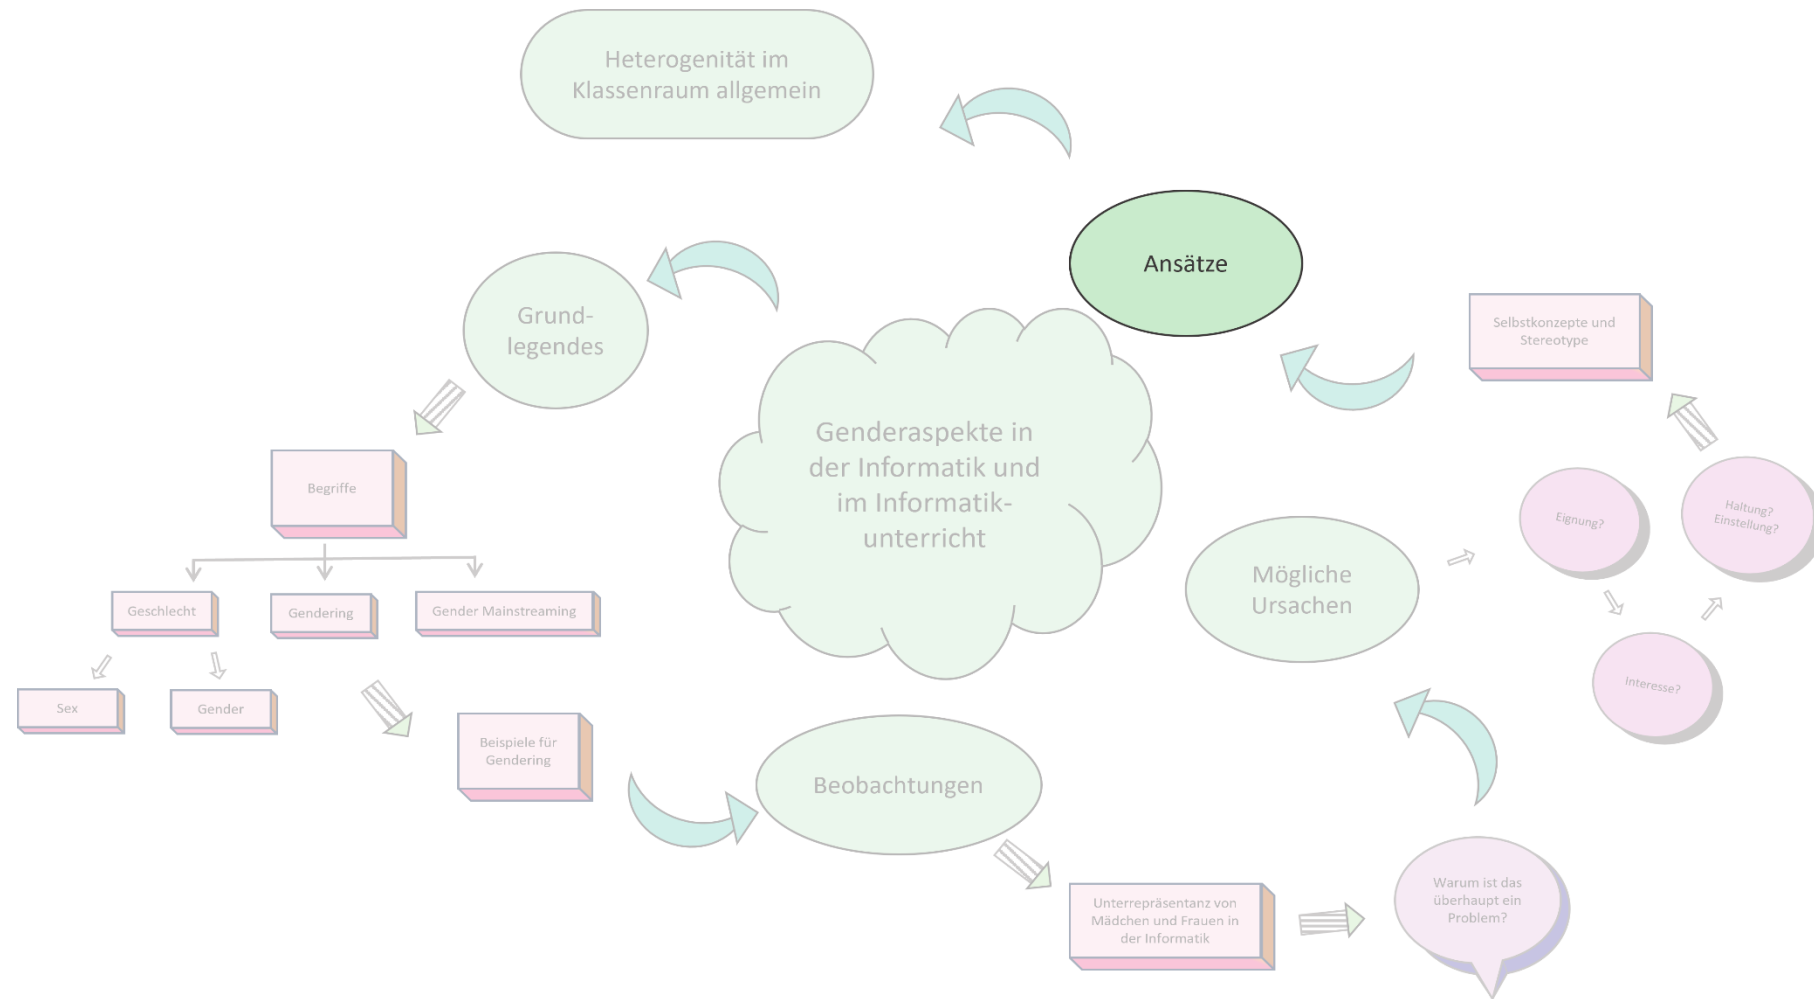 Heterogenität im
Klassenraum allgemein
Ansätze
Grund-
legendes
Selbstkonzepte und
Stereotype
Genderaspekte in
der Informatik und
im Informatik-
unterricht
Begriffe
Eignung?
Haltung?
Einstellung?
Mögliche
Ursachen
Geschlecht
Gendering
Gender Mainstreaming
Interesse?
Sex
Gender
Beispiele für
Gendering
Beobachtungen
Unterrepräsentanz von
Mädchen und Frauen in
der Informatik
Warum ist das
überhaupt ein
Problem?